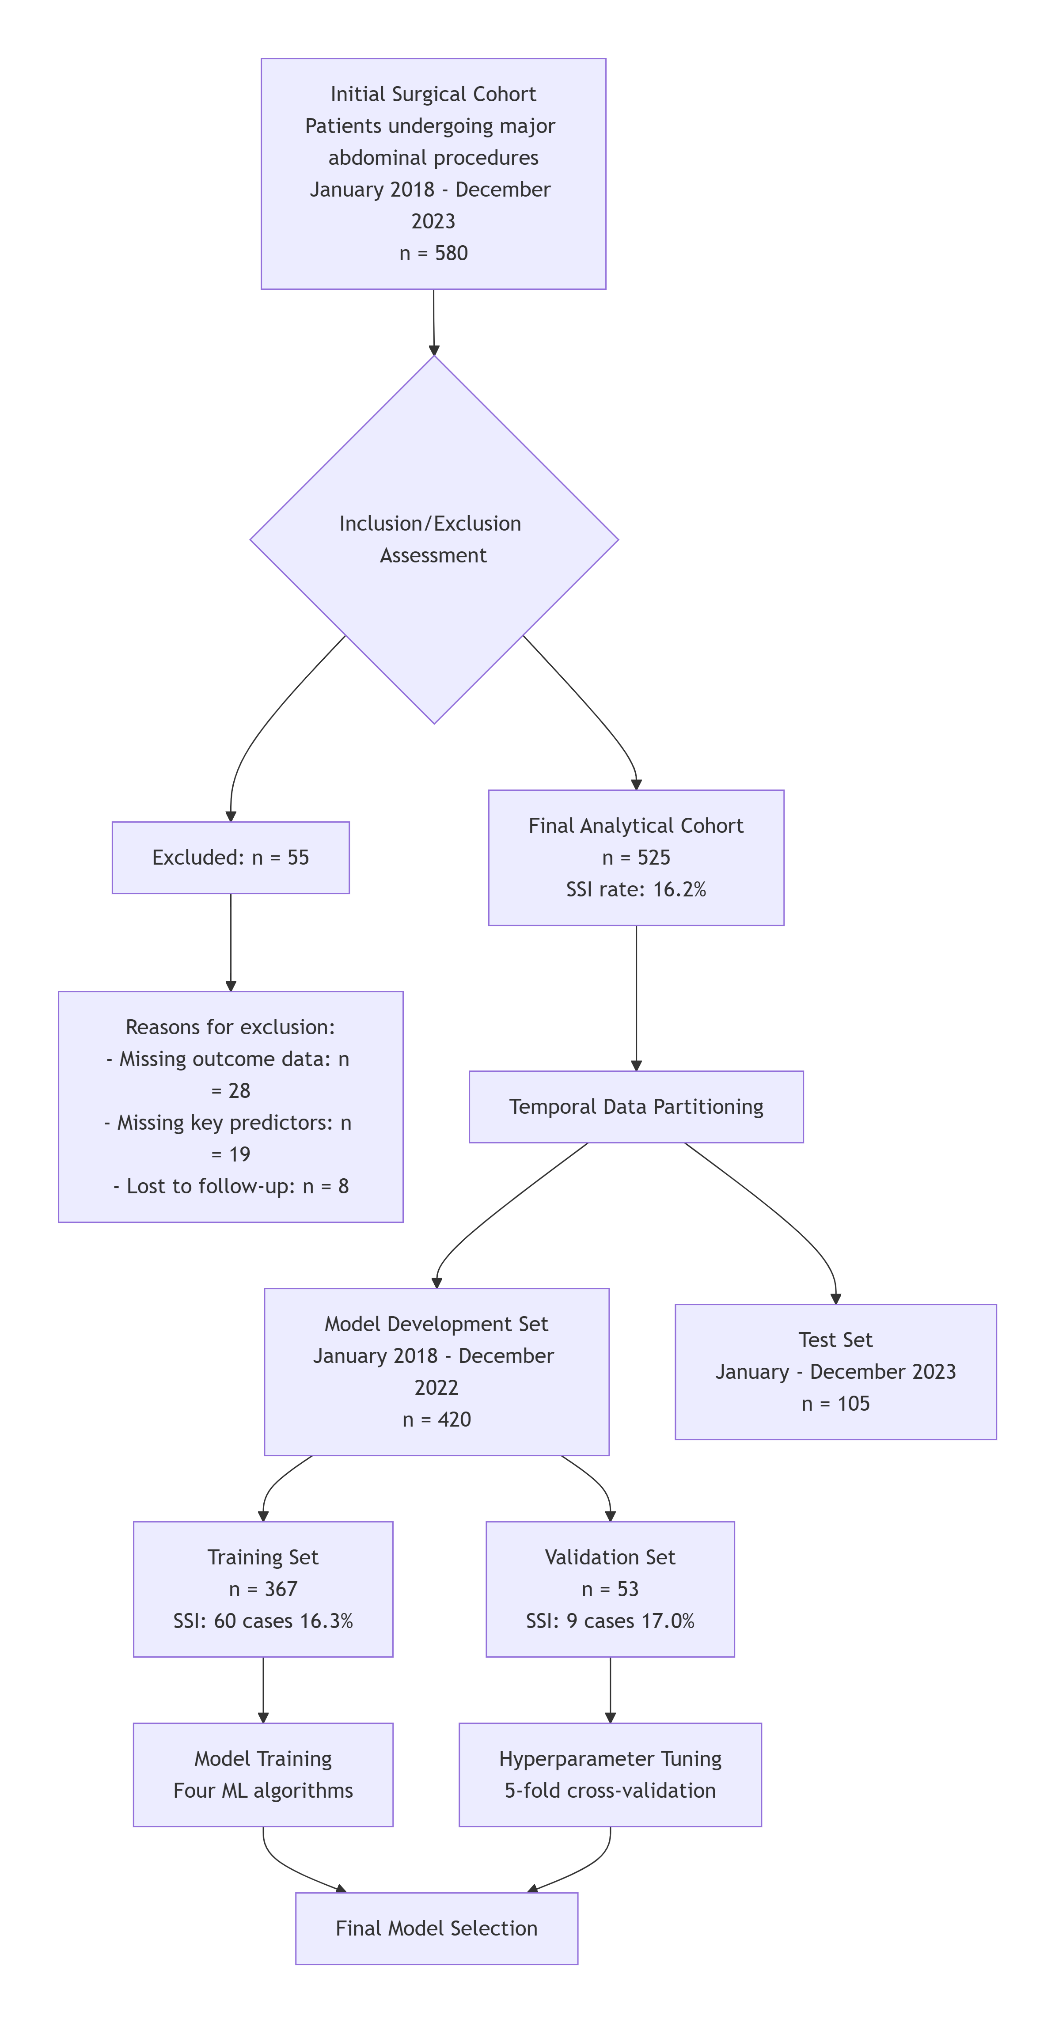 Initial Surgical Cohort
Patients undergoing major
abdominal procedures
January 2018 - December
2023
n = 580
Inclusion/Exclusion
Assessment
Excluded: n = 55
Final Analytical Cohort
n = 525
SSI rate: 16.2%
Reasons for exclusion:
- Missing outcome data: n
= 28
- Missing key predictors: n
= 19
- Lost to follow-up: n = 8
Temporal Data Partitioning
Model Development Set
January 2018 - December
2022
n = 420
Test Set
January - December 2023
n = 105
Training Set
n = 367
SSI: 60 cases 16.3%
Validation Set
n = 53
SSI: 9 cases 17.0%
Model Training
Four ML algorithms
Hyperparameter Tuning
5-fold cross-validation
Final Model Selection